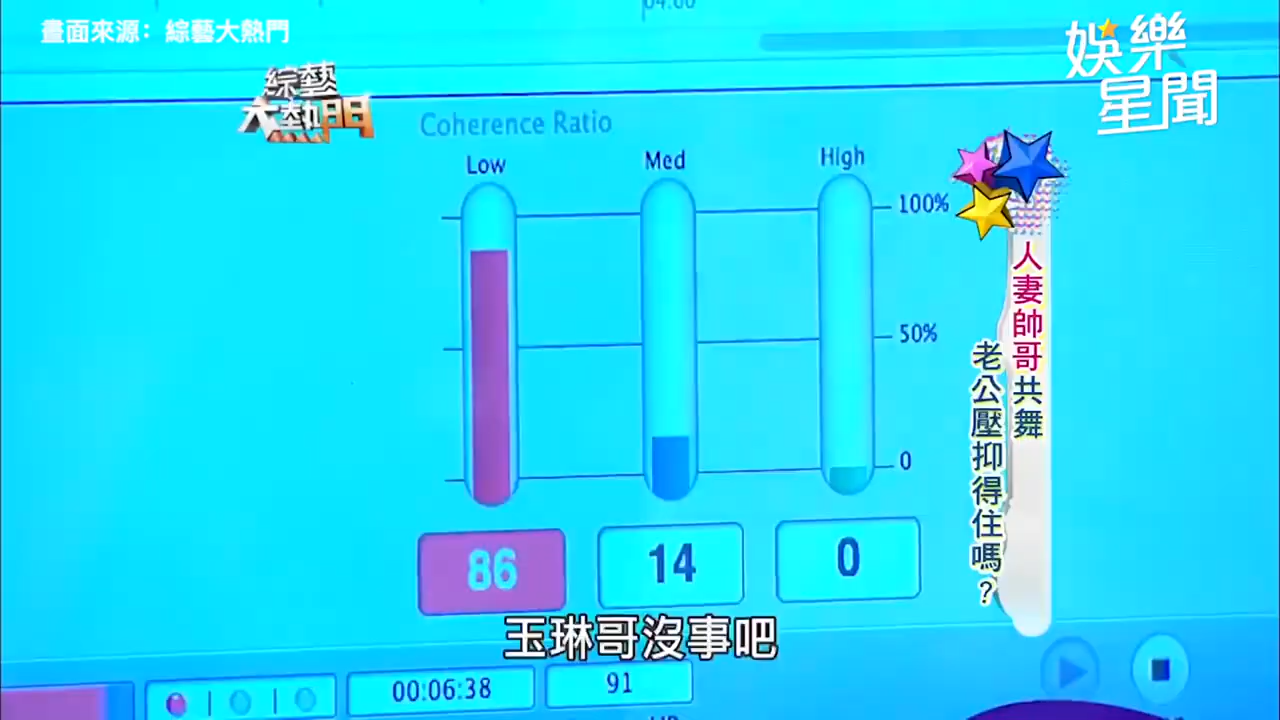 04:00
畫面來源：綜藝大熱門
娛樂
星聞
綜藝
大熱門
Coherence Ratio
Low
Med
High
100%
50%
0
人妻帥哥共舞
老公壓抑得住嗎？
86
14
0
玉琳哥沒事吧
00:06:38
91